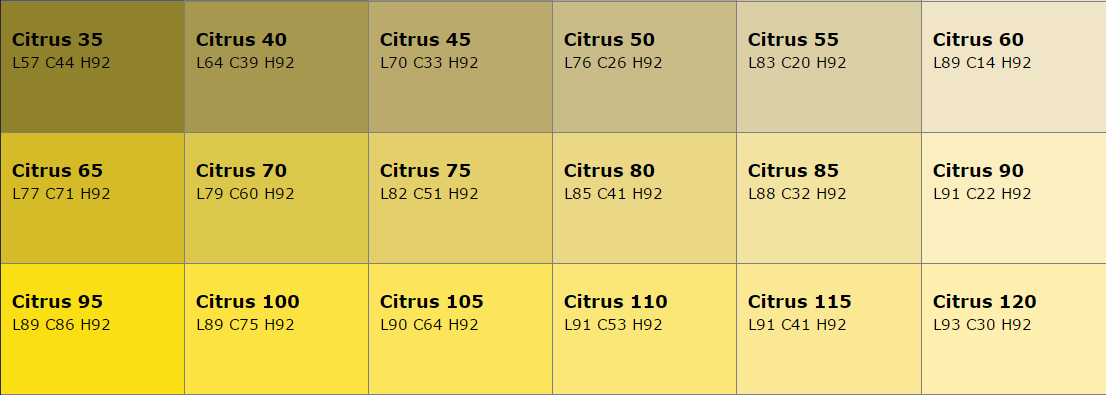 Citrus 35
L57 C44 H92
Citrus 40
L64 C39 H92
Citrus 45
L70 C33 H92
Citrus 50
L76 C26 H92
Citrus 55
L83 C20 H92
Citrus 60
L89 C14 H92
Citrus 65
L77 C71 H92
Citrus 70
L79 C60 H92
Citrus 75
L82 C51 H92
Citrus 80
L85 C41 H92
Citrus 85
L88 C32 H92
Citrus 90
L91 C22 H92
Citrus 95
L89 C86 H92
Citrus 100
L89 C75 H92
Citrus 105
L90 C64 H92
Citrus 110
L91 C53 H92
Citrus 115
L91 C41 H92
Citrus 120
L93 C30 H92